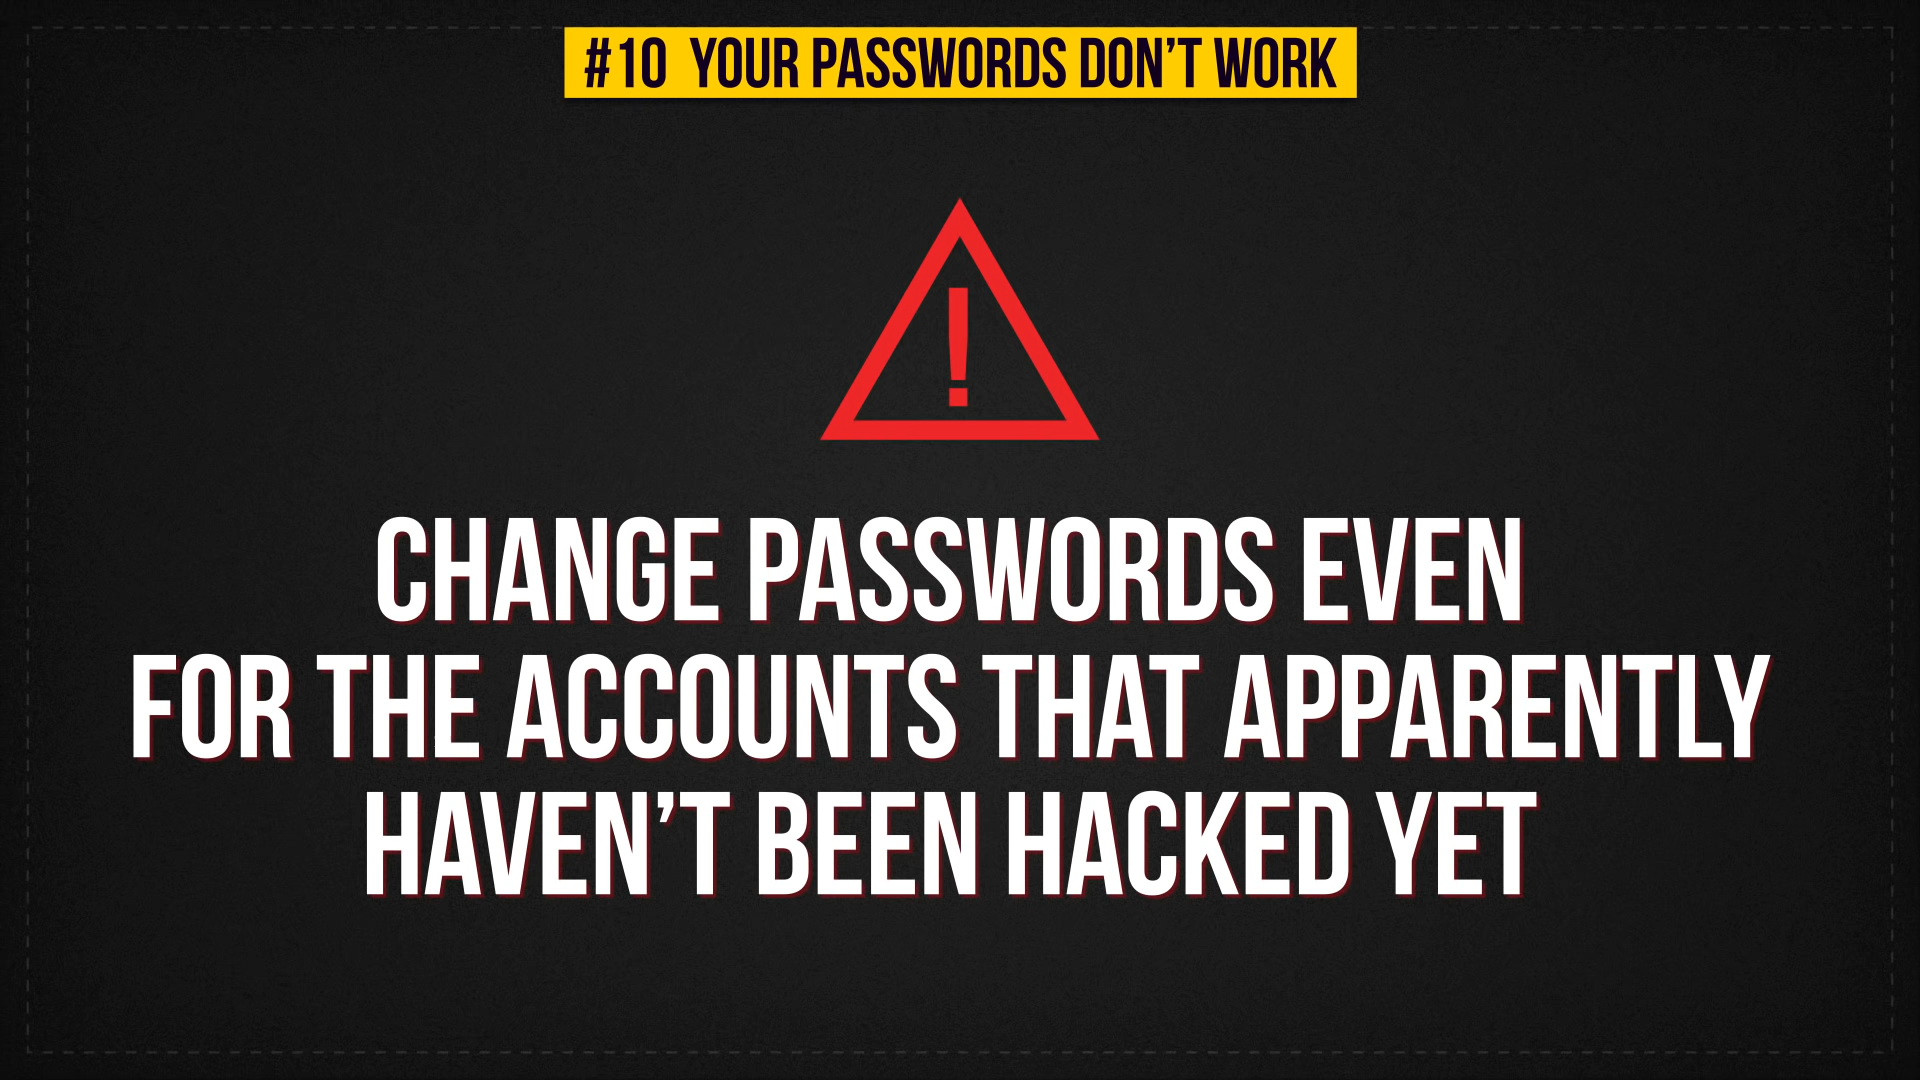 #10 YOUR PASSWORDS DON’T WORK
!
CHANGE PASSWORDS EVEN
FOR THE ACCOUNTS THAT APPARENTLY
HAVEN’T BEEN HACKED YET